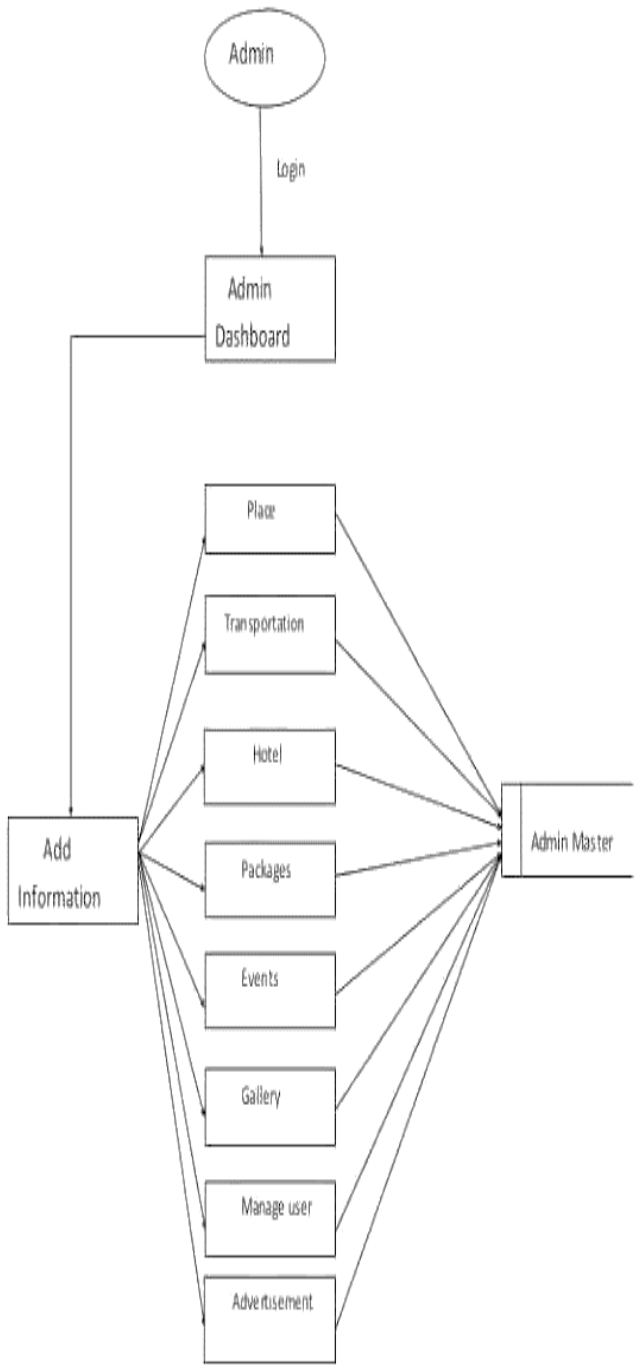 Admin
Login
Admin
Dashboard
Place
Transportation
Hotel
Add
Information
Admin Master
Packages
Events
Gallery
Manage user
Advertisement